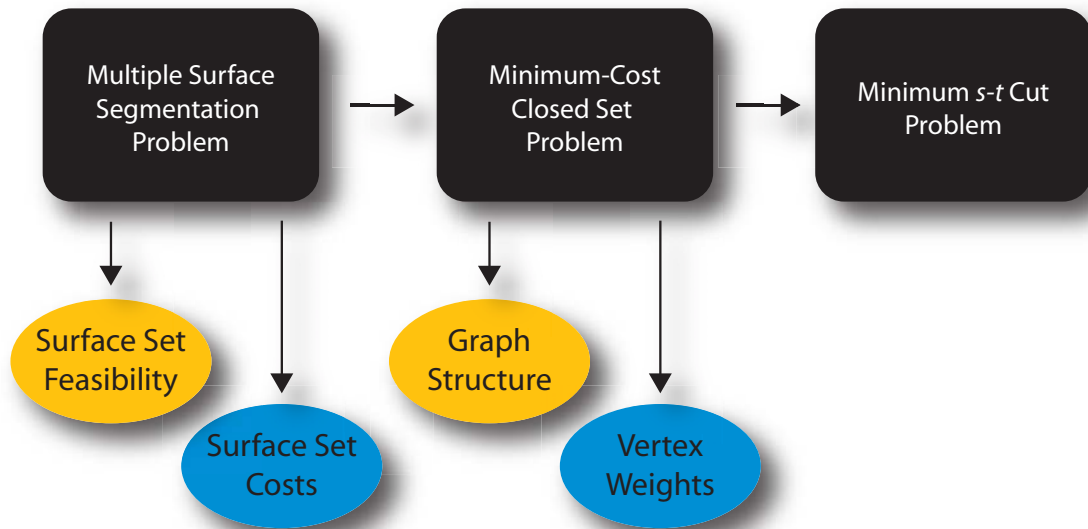 Multiple Surface
Segmentation
Problem
Minimum-Cost
Closed Set
Problem
Minimum s-t Cut
Problem
Surface Set
Feasibility
Graph
Structure
Surface Set
Costs
Vertex
Weights